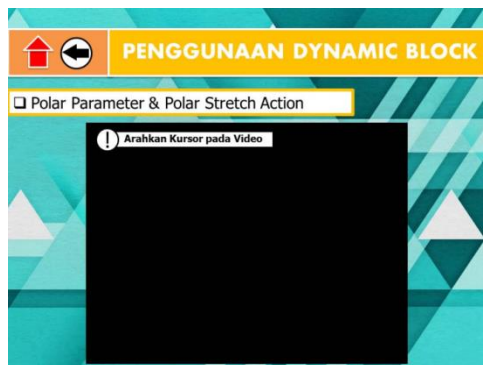 PENGGUNAAN DYNAMIC BLOCK
Polar Parameter & Polar Stretch Action
! Arahkan Kursor pada Video